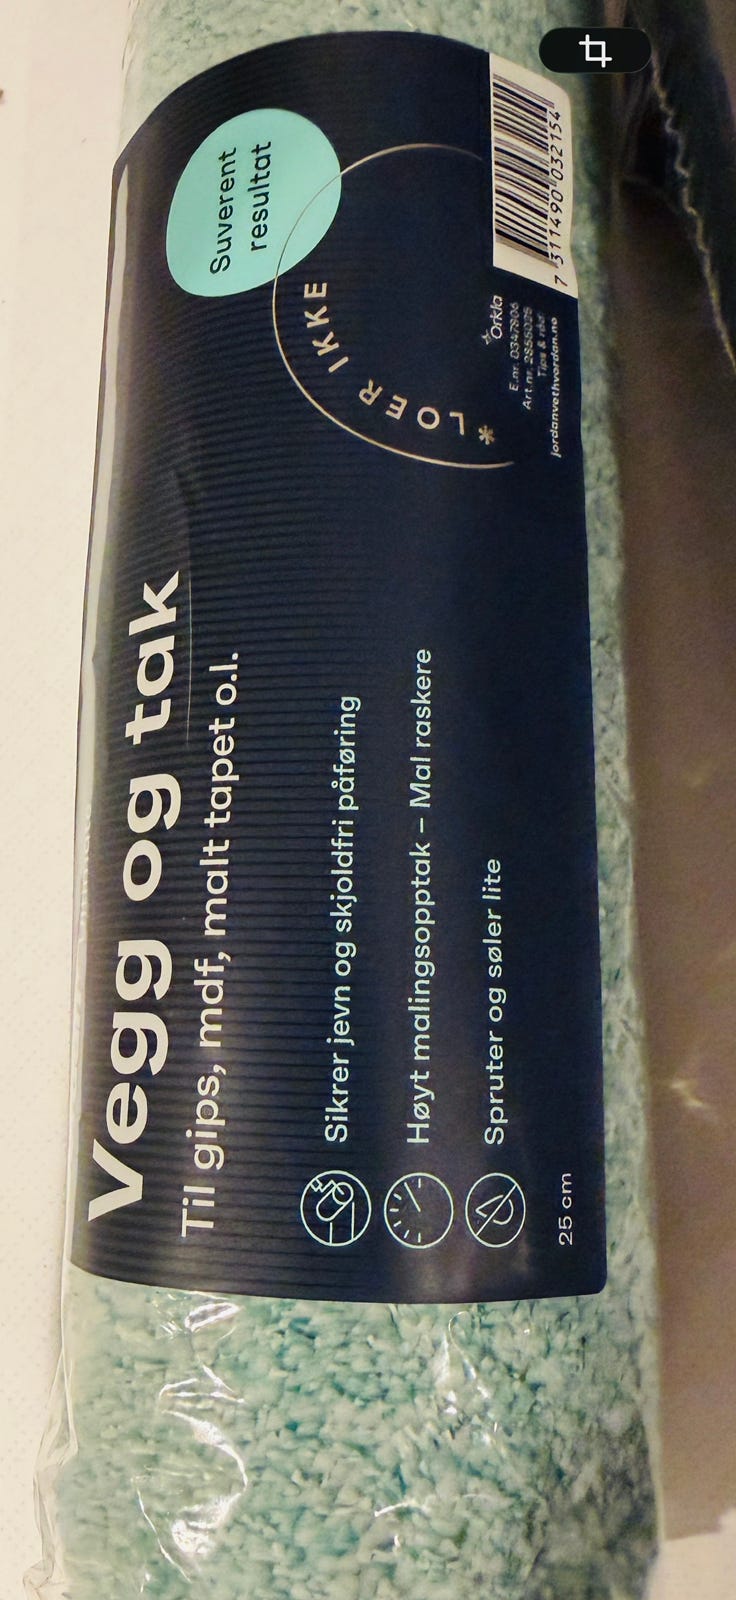 Suverent
resultat
*LOER IKKE
Vegg og tak
Til gips, mdf, malt tapet o.l.
Sikrer jevn og skjoldfri påføring
Høyt malingsopptak – Mal raskere
Spruter og søler lite
25 cm
7 311490 032154
Orkla
E.nr. 0347806
Tips & råd:
jordanvethvordan.no